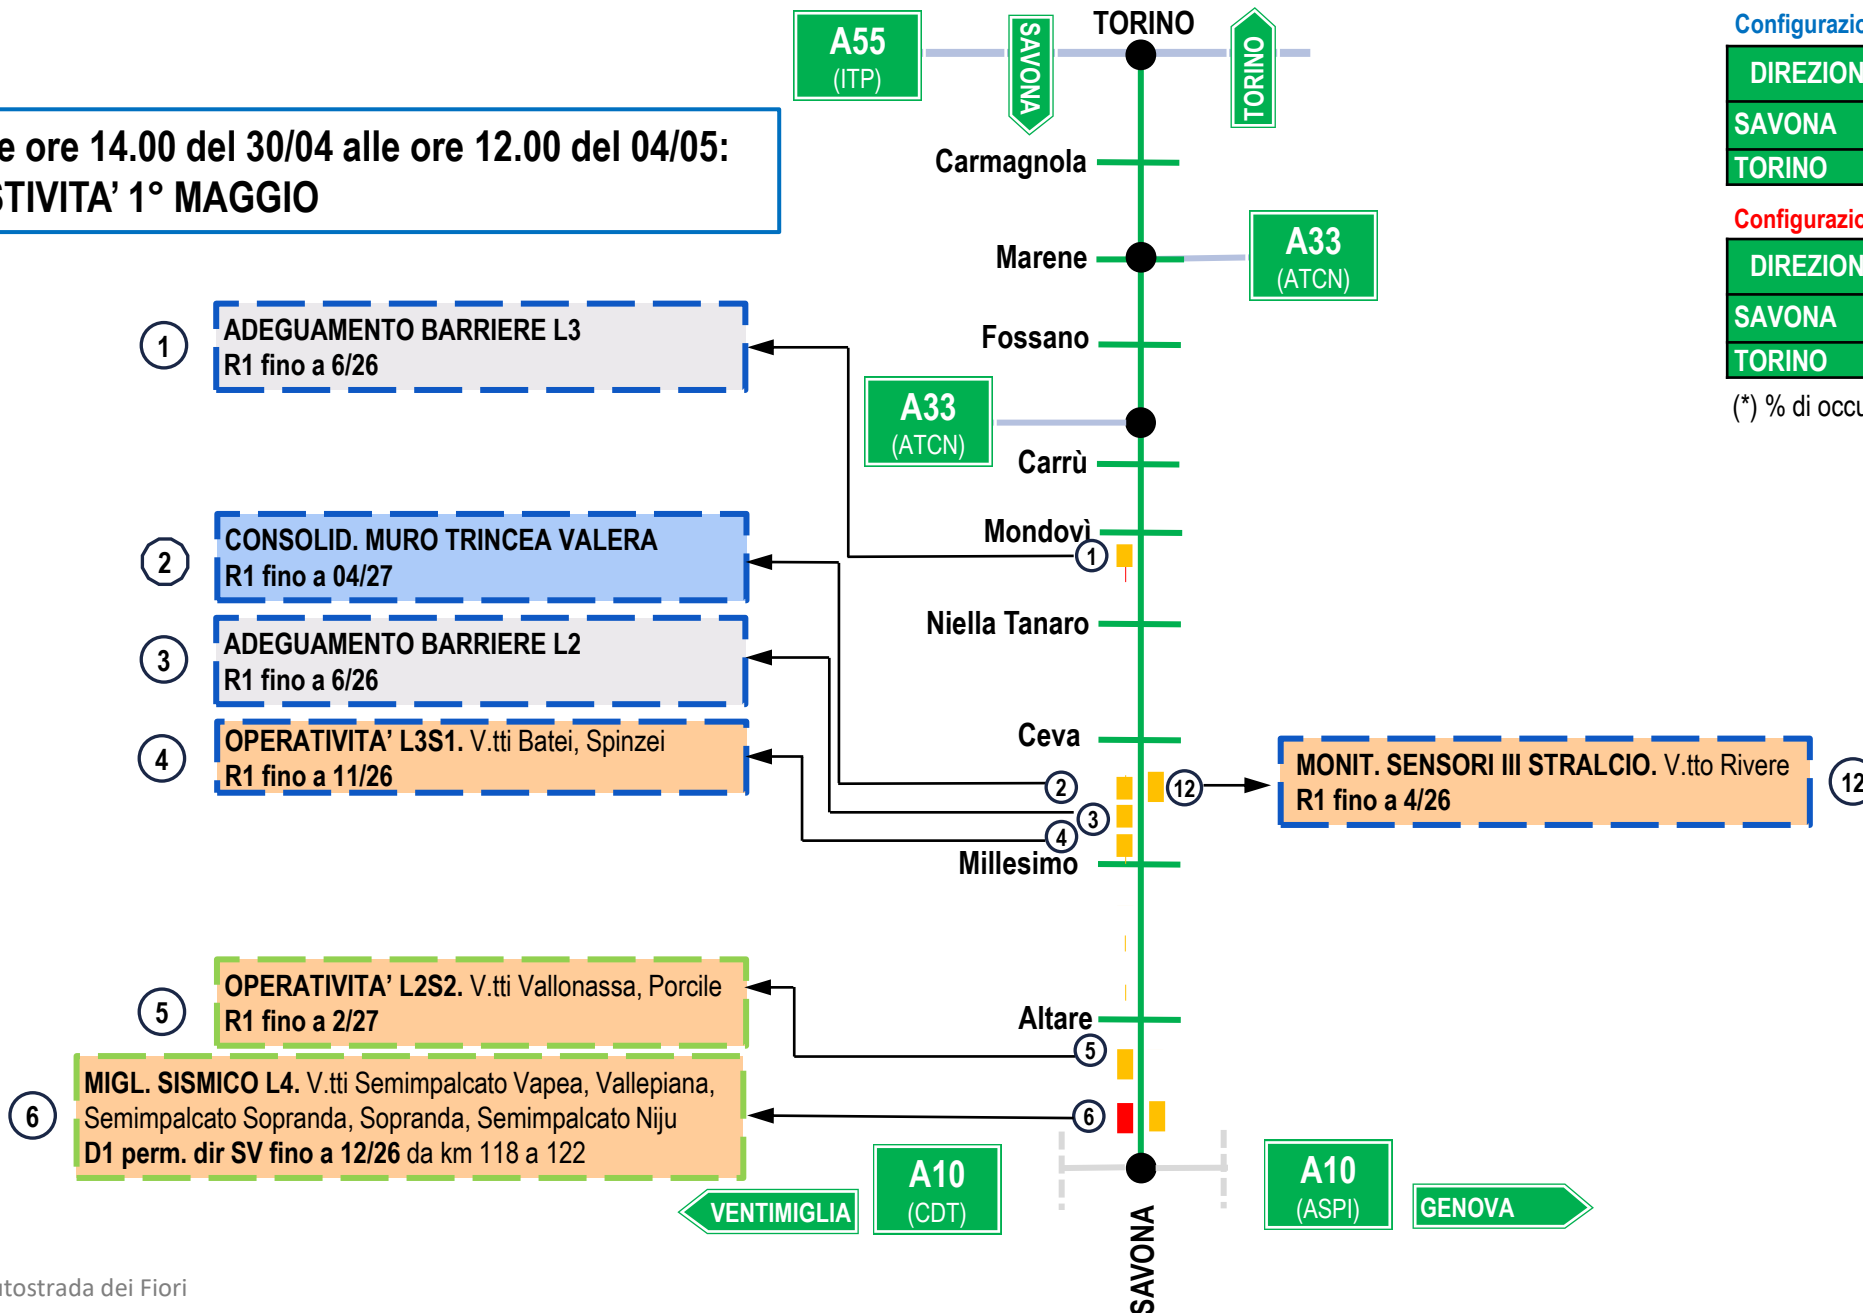 A55
(ITP)
SAVONA
TORINO
TORINO
ore 14.00 del 30/04 alle ore 12.00 del 04/05:
1° MAGGIO
Carmagnola
Marene
A33
(ATCN)
Fossano
A33
(ATCN)
Carrù
Mondovì
1
Niella Tanaro
Ceva
2
12
3
4
Millesimo
Altare
5
6
1
ADEGUAMENTO BARRIERE L3
R1 fino a 6/26
2
CONSOLID. MURO TRINCEA VALERA
R1 fino a 04/27
3
ADEGUAMENTO BARRIERE L2
R1 fino a 6/26
4
OPERATIVITA' L3S1. V.tti Batei, Spinzei
R1 fino a 11/26
5
OPERATIVITA' L2S2. V.tti Vallonassa, Porcile
R1 fino a 2/27
6
MIGL. SISMICO L4. V.tti Semimpalcato Vapea, Vallepiana,
Semimpalcato Sopranda, Sopranda, Semimpalcato Niju
D1 perm. dir SV fino a 12/26 da km 118 a 122
MONIT. SENSORI III STRALCIO. V.tto Rivere
R1 fino a 4/26
12
VENTIMIGLIA
A10
(CDT)
SAVONA
A10
(ASPI)
GENOVA
SAVONA
TORINO
SAVONA
TORINO
(*) % di
dei Fiori